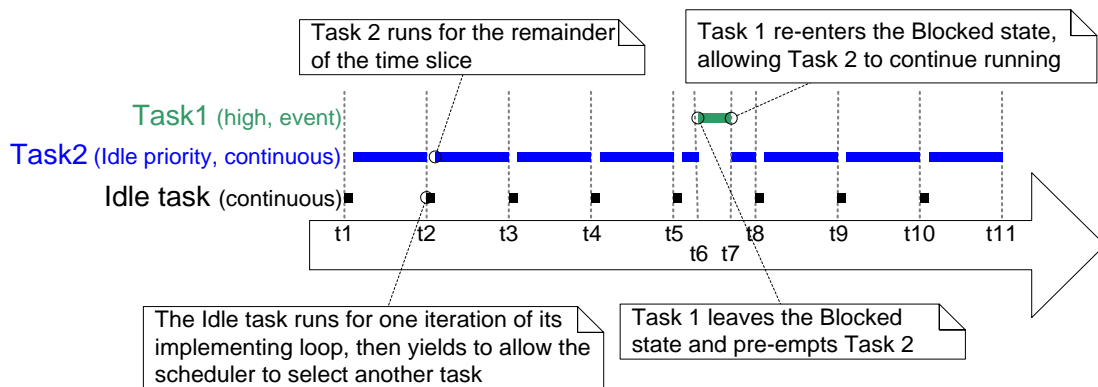 Task 2 runs for the remainder
of the time slice
Task 1 re-enters the Blocked state,
allowing Task 2 to continue running
Task1 (high, event)
Task2 (Idle priority, continuous)
Idle task (continuous)
t1 t2 t3 t4 t5 t8 t9 t10 t11
t6 t7
The Idle task runs for one iteration of its
implementing loop, then yields to allow the
scheduler to select another task
Task 1 leaves the Blocked
state and pre-empts Task 2